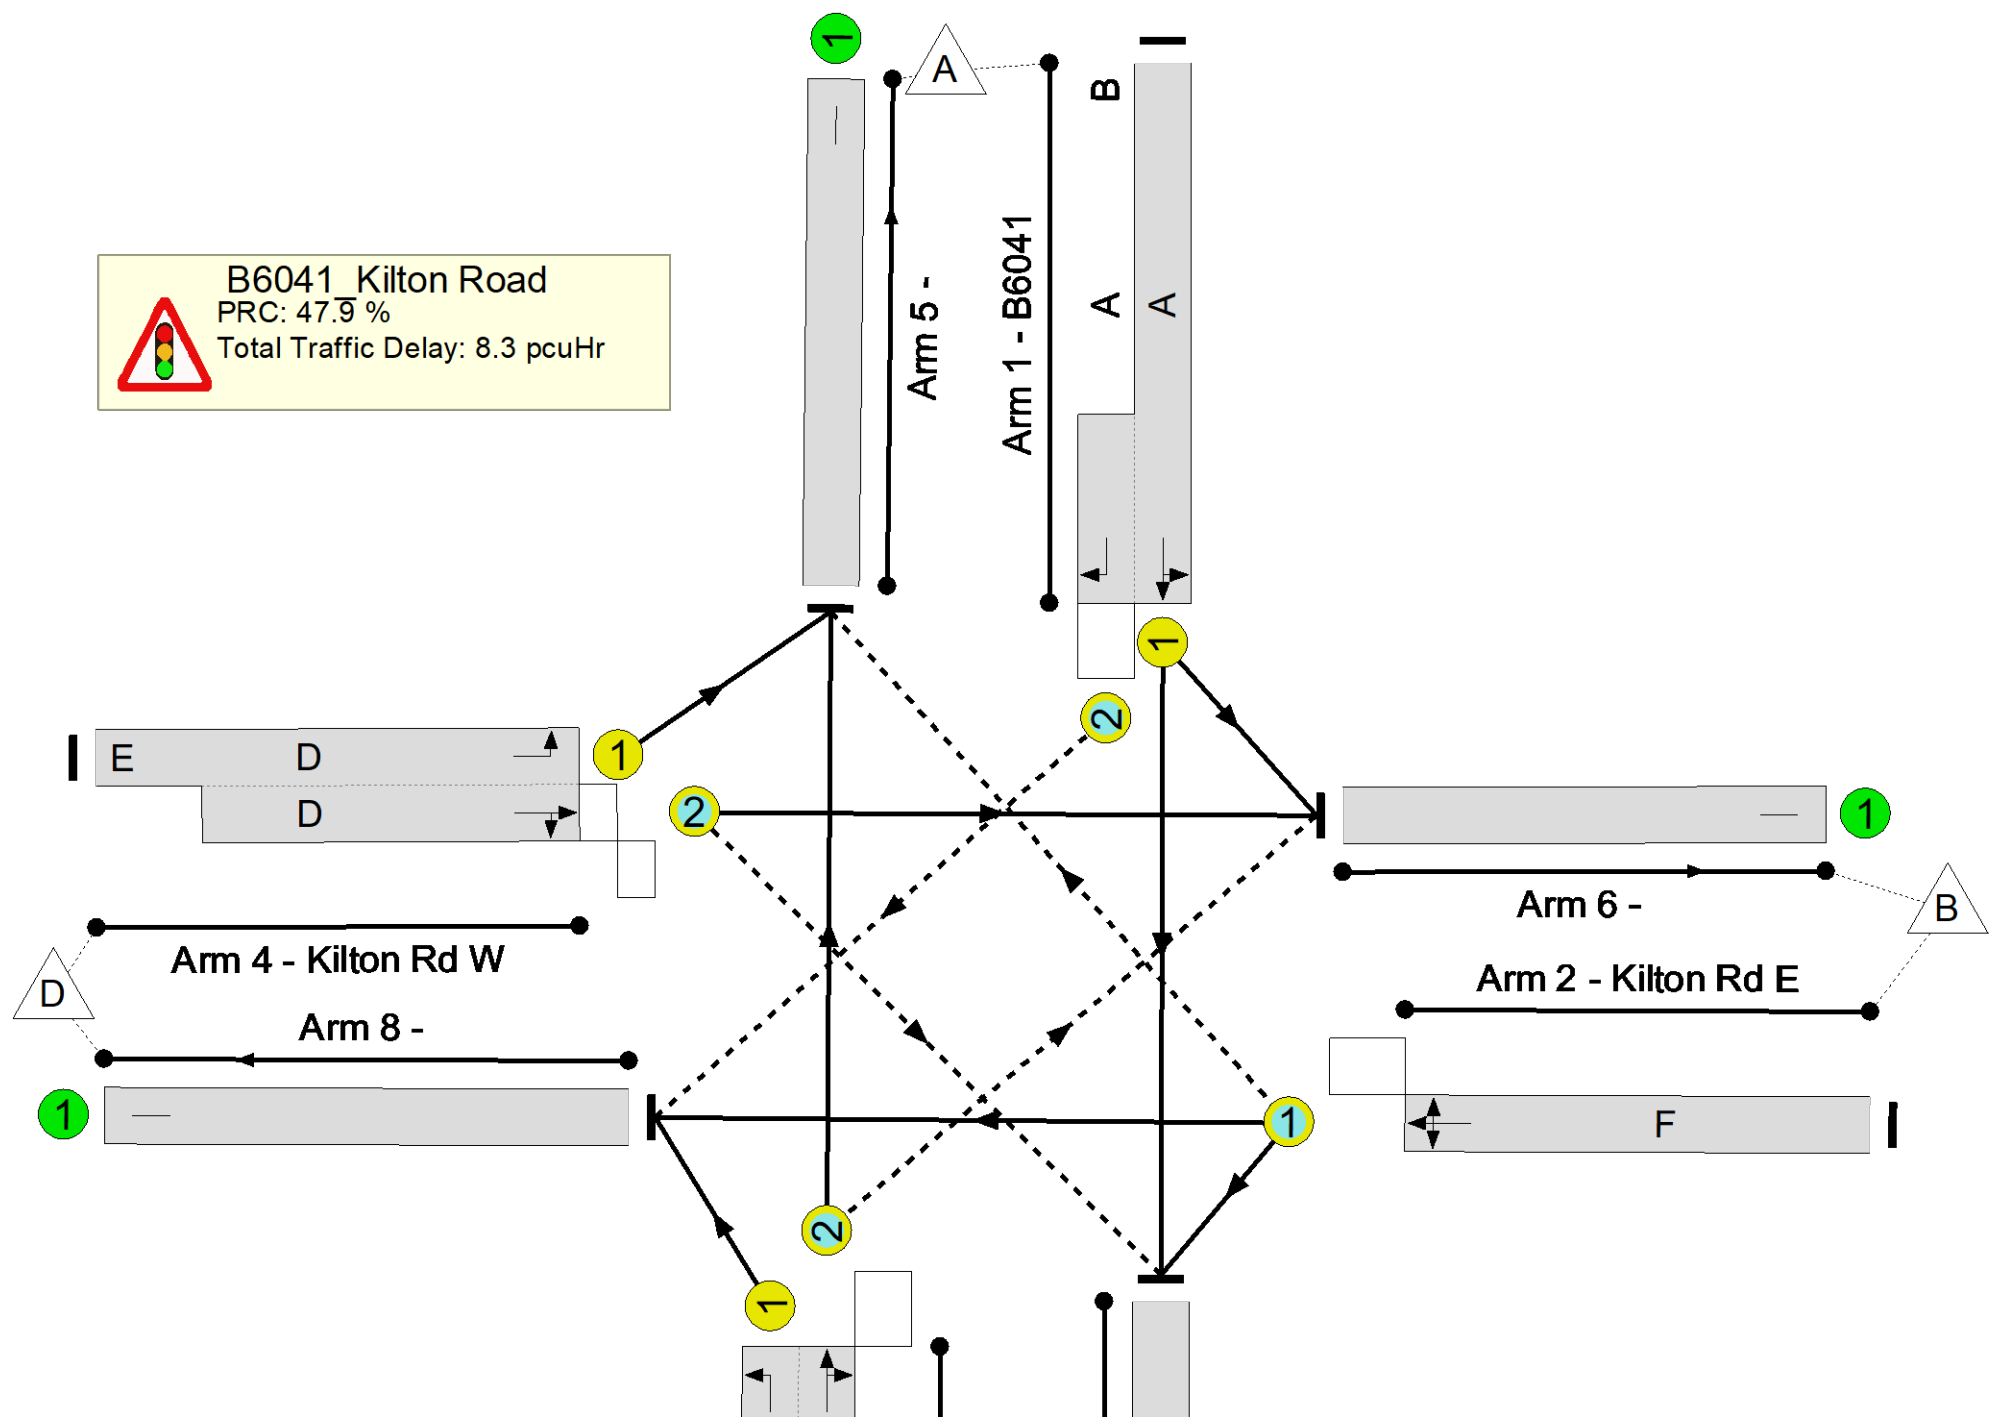 1
A
B
A
A
Arm 5 -
Arm 1 - B6041
B6041_Kilton Road
PRC: 47.9 %
Total Traffic Delay: 8.3 pcuHr
1
2
E
D
1
D
2
1
Arm 6 -
B
Arm 4 - Kilton Rd W
Arm 2 - Kilton Rd E
D
Arm 8 -
1
1
F
2
1